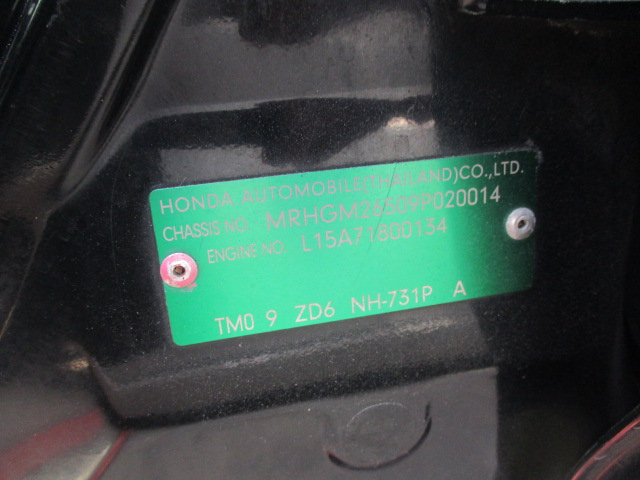 HONDA AUTOMOBILE(THAILAND)CO.,LTD.
CHASSIS NO. MRHGM26509P020014
ENGINE NO. L15A71800134
TM0 9 ZD6 NH-731P A